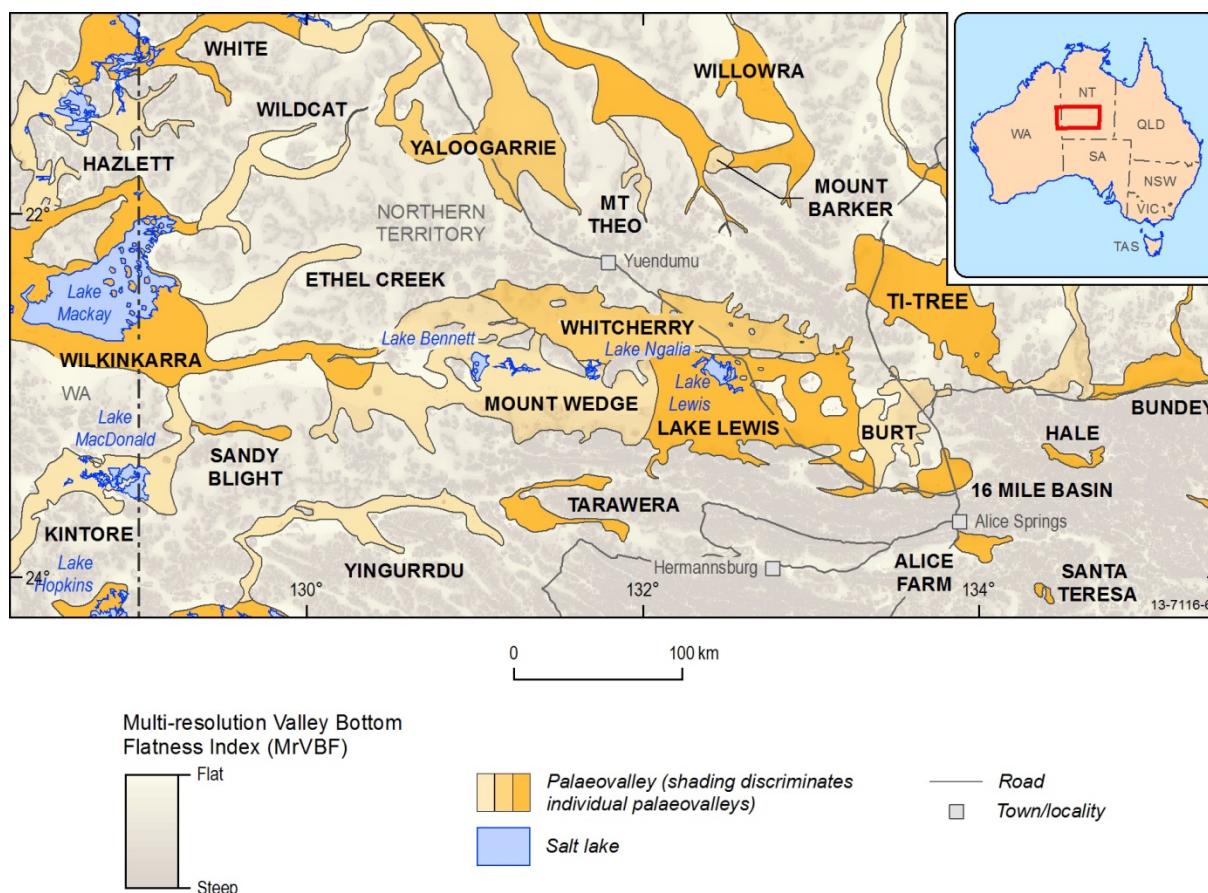 WHITE
WILLOWRA
WILDCAT
YALOOGARRIE
HAZLETT
MOUNT
BARKER
MT
THEO
22°
NORTHERN
TERRITORY
Yuendumu
ETHEL CREEK
Lake
Mackay
TI-TREE
WHITCHERRY
Lake Bennett
Lake Ngalia
WILKINKARRA
Lake
Lewis
WA
MOUNT WEDGE
BUNDEY
Lake
MacDonald
LAKE LEWIS
BURT
HALE
SANDY
BLIGHT
16 MILE BASIN
TARAWERA
Alice Springs
KINTORE
Lake
Hopkins
Hermannsburg
ALICE
FARM
YINGURRDU
SANTA
TERESA
24°
130°
132°
134°
13-7116-6
NT
WA
QLD
SA
NSW
VIC
TAS
0
100 km
Multi-resolution Valley Bottom
Flatness Index (MrVBF)
Flat
Steep
Palaeovalley (shading discriminates
individual palaeovalleys)
Salt lake
Road
Town/locality